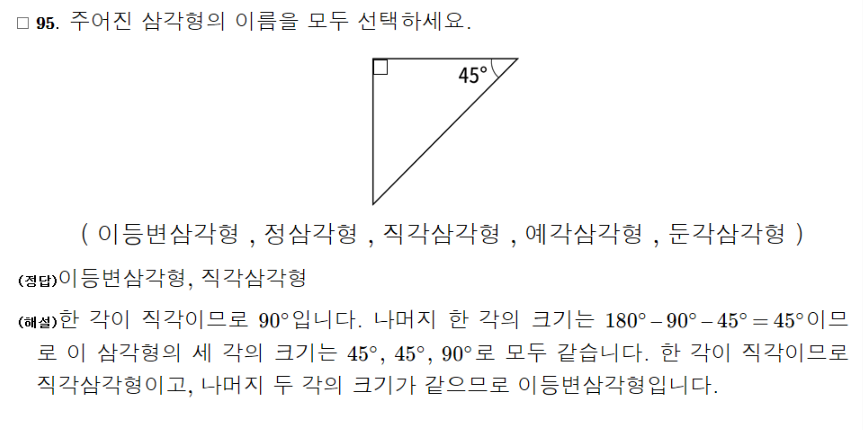 □ 95. 주어진 삼각형의 이름을 모두 선택하세요.
45°
( 이등변삼각형 , 정삼각형 , 직각삼각형 , 예각삼각형 , 둔각삼각형 )
(정답)이등변삼각형, 직각삼각형
(해설)한 각이 직각이므로 90°입니다. 나머지 한 각의 크기는 180°－90°－45°＝45°이므
로 이 삼각형의 세 각의 크기는 45°, 45°, 90°로 모두 같습니다. 한 각이 직각이므로
직각삼각형이고, 나머지 두 각의 크기가 같으므로 이등변삼각형입니다.